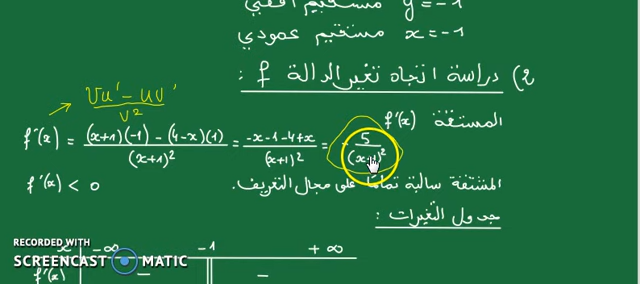 y = -1 مستقيم أفقي
x = -1 مستقيم عمودي
2) دراسة اتجاه تغير الدالة f :
المشتقة f'(x)
vu' - uv' / v²
f'(x) = (x+1)(-1) - (4-x)(1) / (x+1)² = -x-1-4+x / (x+1)² = - 5 / (x+1)²
المشتقة سالبة تماما على مجال التعريف.
f'(x) < 0
جدول التغيرات :
x -∞ -1 +∞
f'(x) - -
RECORDED WITH
SCREENCAST MATIC